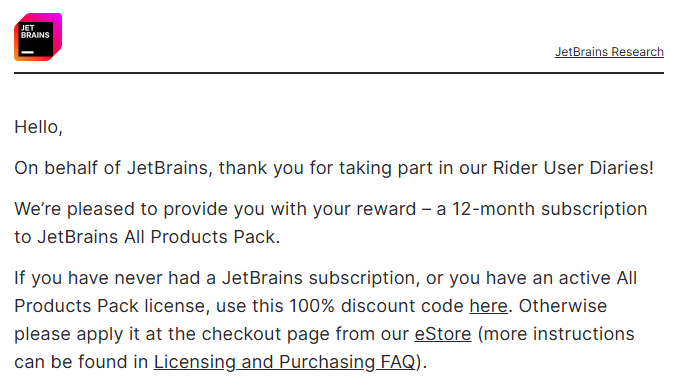 JET
BRAINS
JetBrains Research
Hello,
On behalf of JetBrains, thank you for taking part in our Rider User Diaries!
We’re pleased to provide you with your reward – a 12-month subscription
to JetBrains All Products Pack.
If you have never had a JetBrains subscription, or you have an active All
Products Pack license, use this 100% discount code here. Otherwise
please apply it at the checkout page from our eStore (more instructions
can be found in Licensing and Purchasing FAQ).